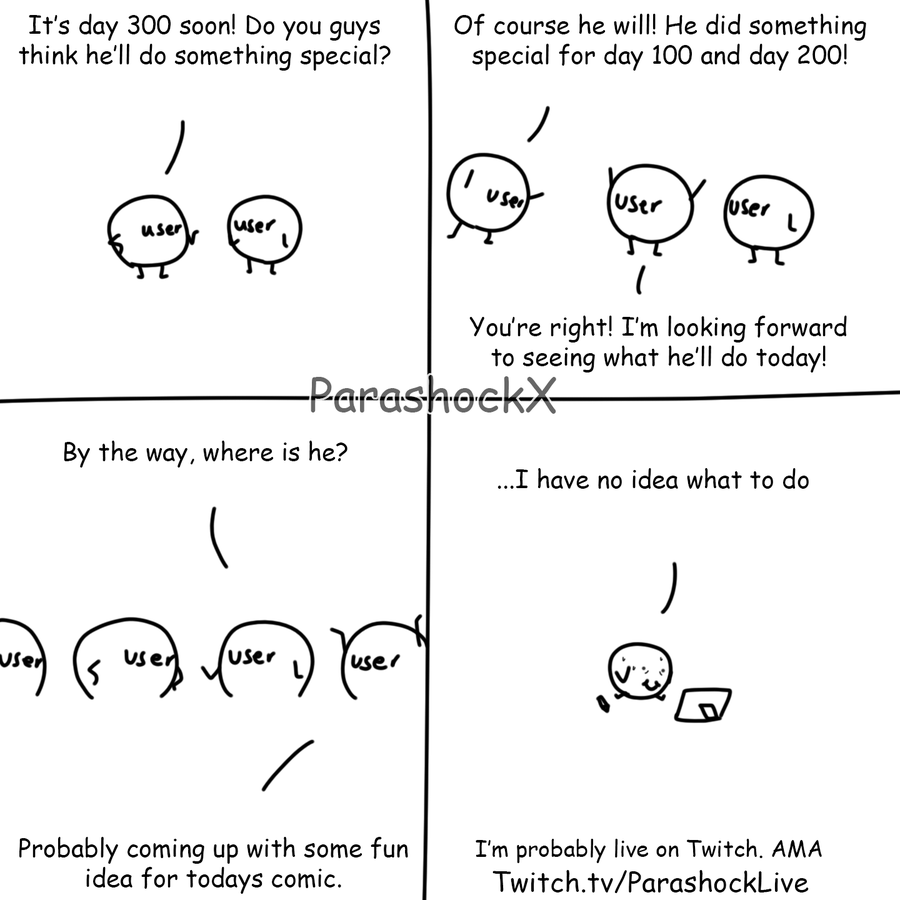 It's day 300 soon! Do you guys
think he'll do something special?
user
user
Of course he will! He did something
special for day 100 and day 200!
user
user
user
You're right! I'm looking forward
to seeing what he'll do today!
ParashockX
By the way, where is he?
user
user
user
user
Probably coming up with some fun
idea for todays comic.
...I have no idea what to do
I'm probably live on Twitch. AMA
Twitch.tv/ParashockLive